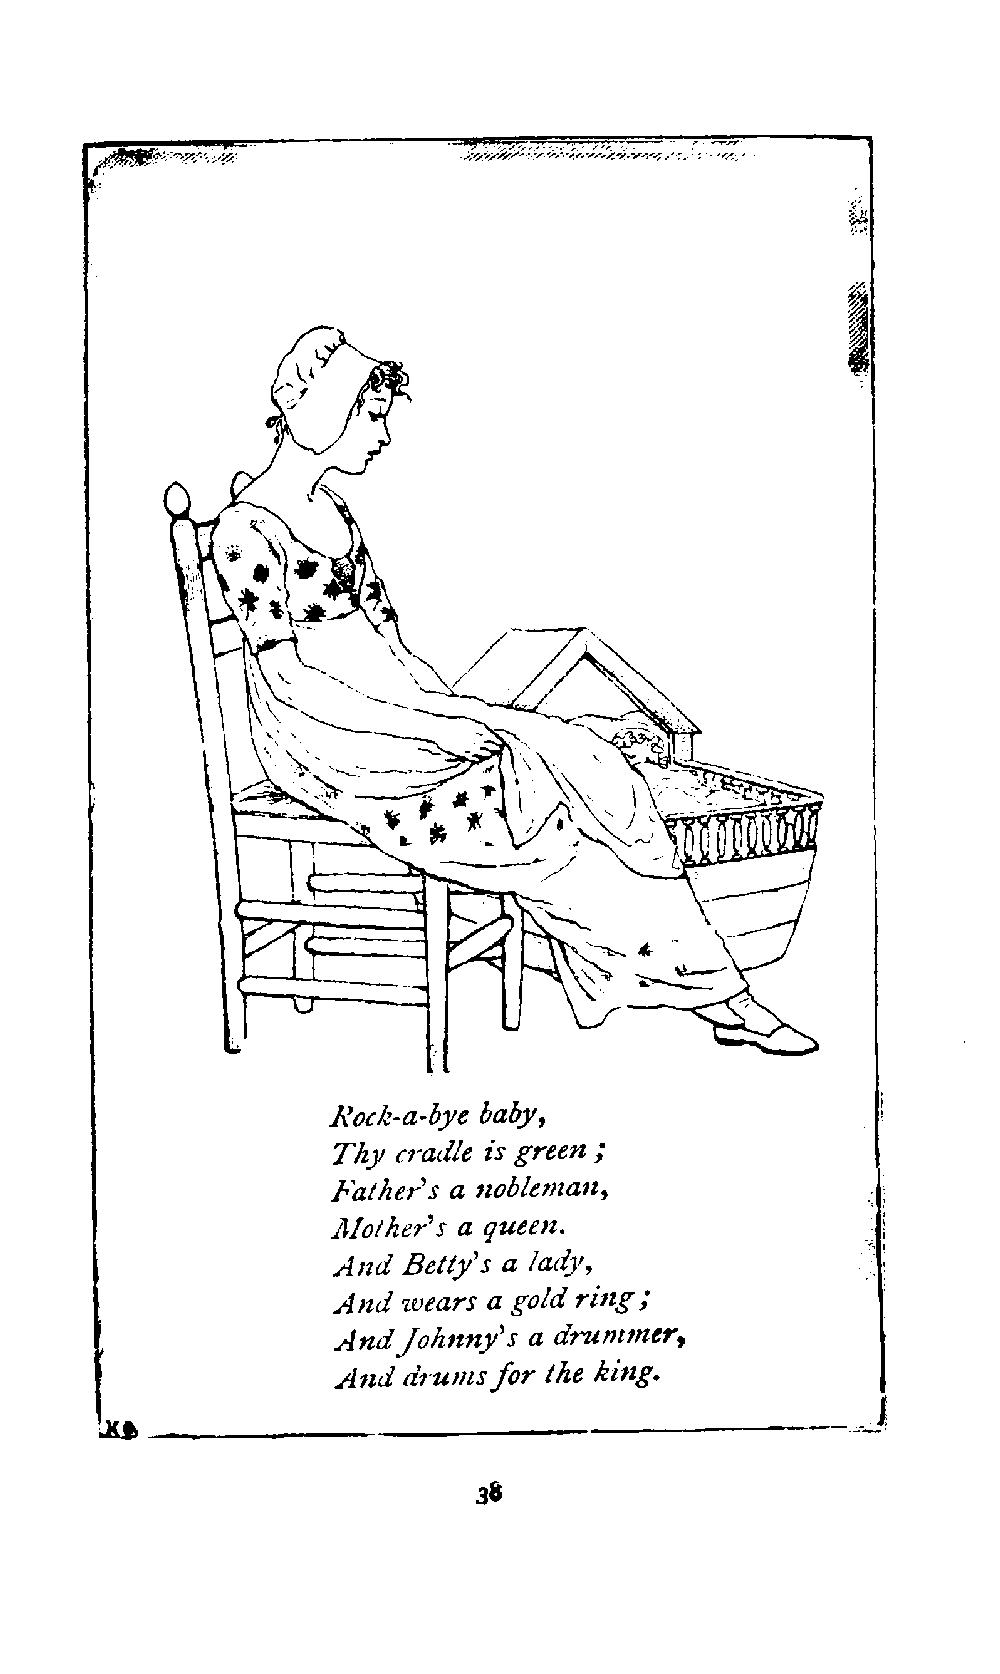 Rock-a-bye baby,
Thy cradle is green ;
Father's a nobleman,
Mother's a queen.
And Betty's a lady,
And wears a gold ring ;
And Johnny's a drummer,
And drums for the king.
38